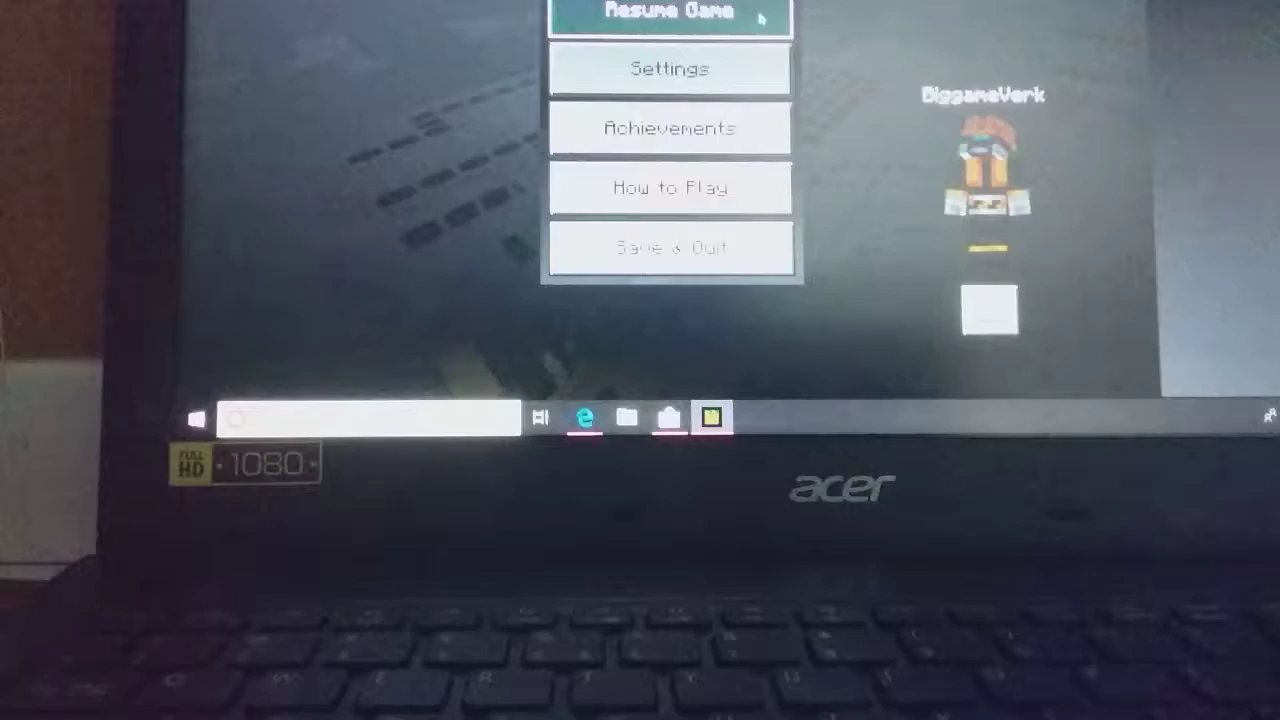 Resume Game
Settings
BiggameVerk
Achievements
How to Play
Save & Quit
FULL HD 1080
acer